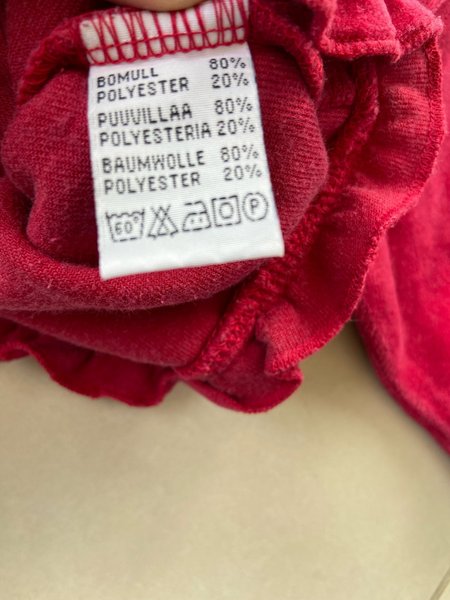 BOMULL 80%
POLYESTER 20%
PUUVILLAA 80%
POLYESTERIA 20%
BAUMWOLLE 80%
POLYESTER 20%
60° P